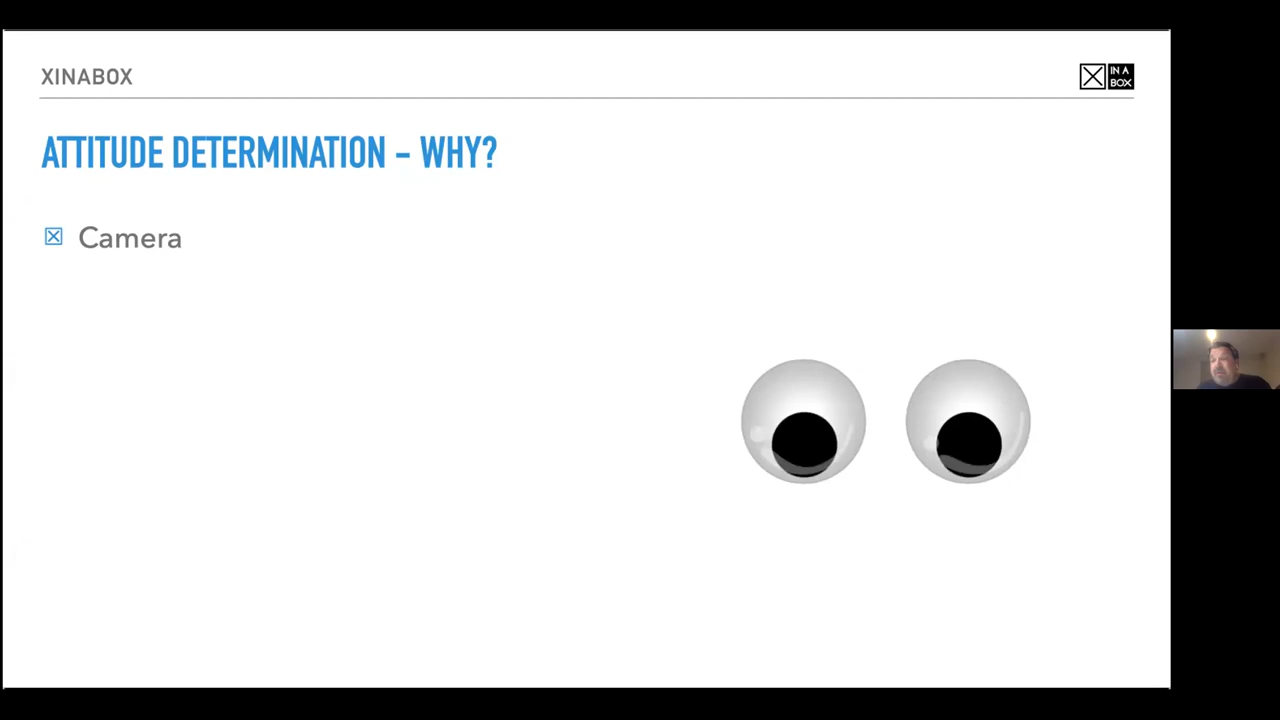 XINABOX
IN A
BOX
ATTITUDE DETERMINATION – WHY?
Camera